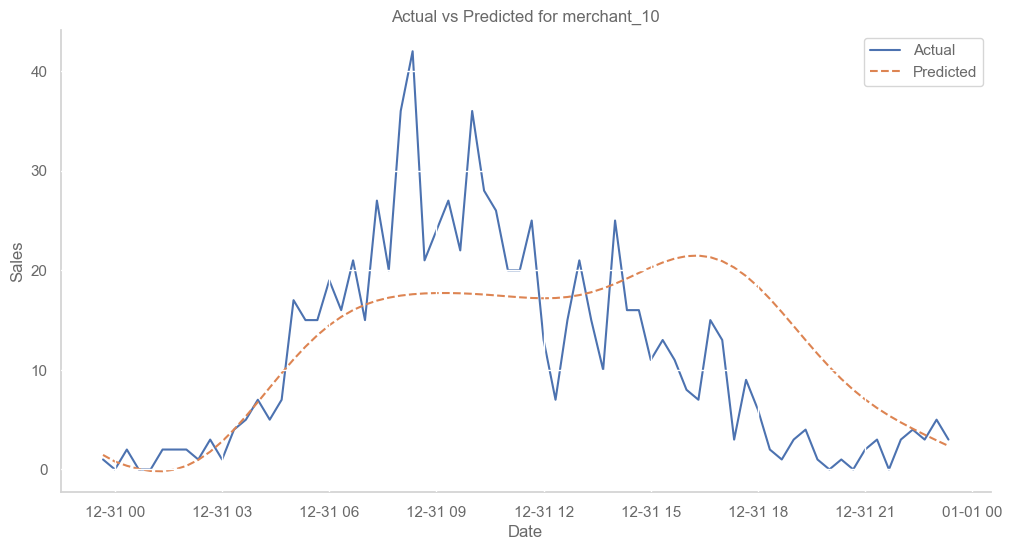 Actual vs Predicted for merchant_10
Actual
Predicted
Sales
40
30
20
10
0
12-31 00
12-31 03
12-31 06
12-31 09
12-31 12
12-31 15
12-31 18
12-31 21
01-01 00
Date